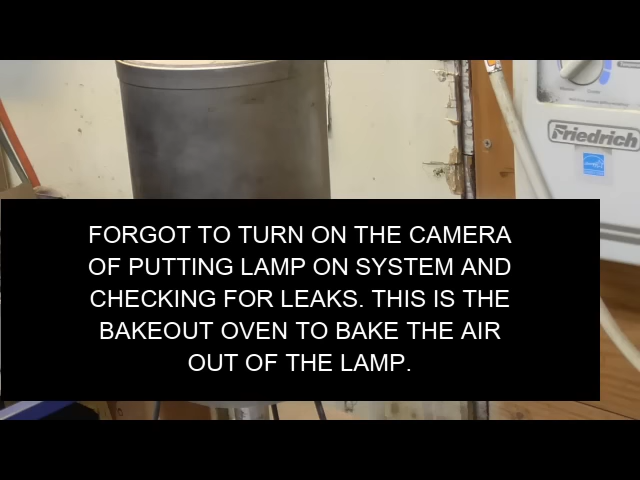 Friedrich
FORGOT TO TURN ON THE CAMERA
OF PUTTING LAMP ON SYSTEM AND
CHECKING FOR LEAKS. THIS IS THE
BAKEOUT OVEN TO BAKE THE AIR
OUT OF THE LAMP.